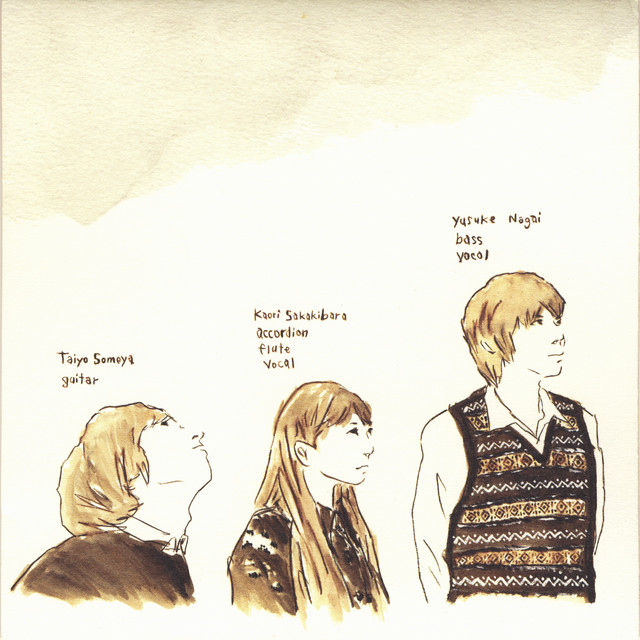 Taiyo Someya
guitar
Kaori Sakakibara
accordion
flute
vocal
Yusuke Nagai
bass
vocal